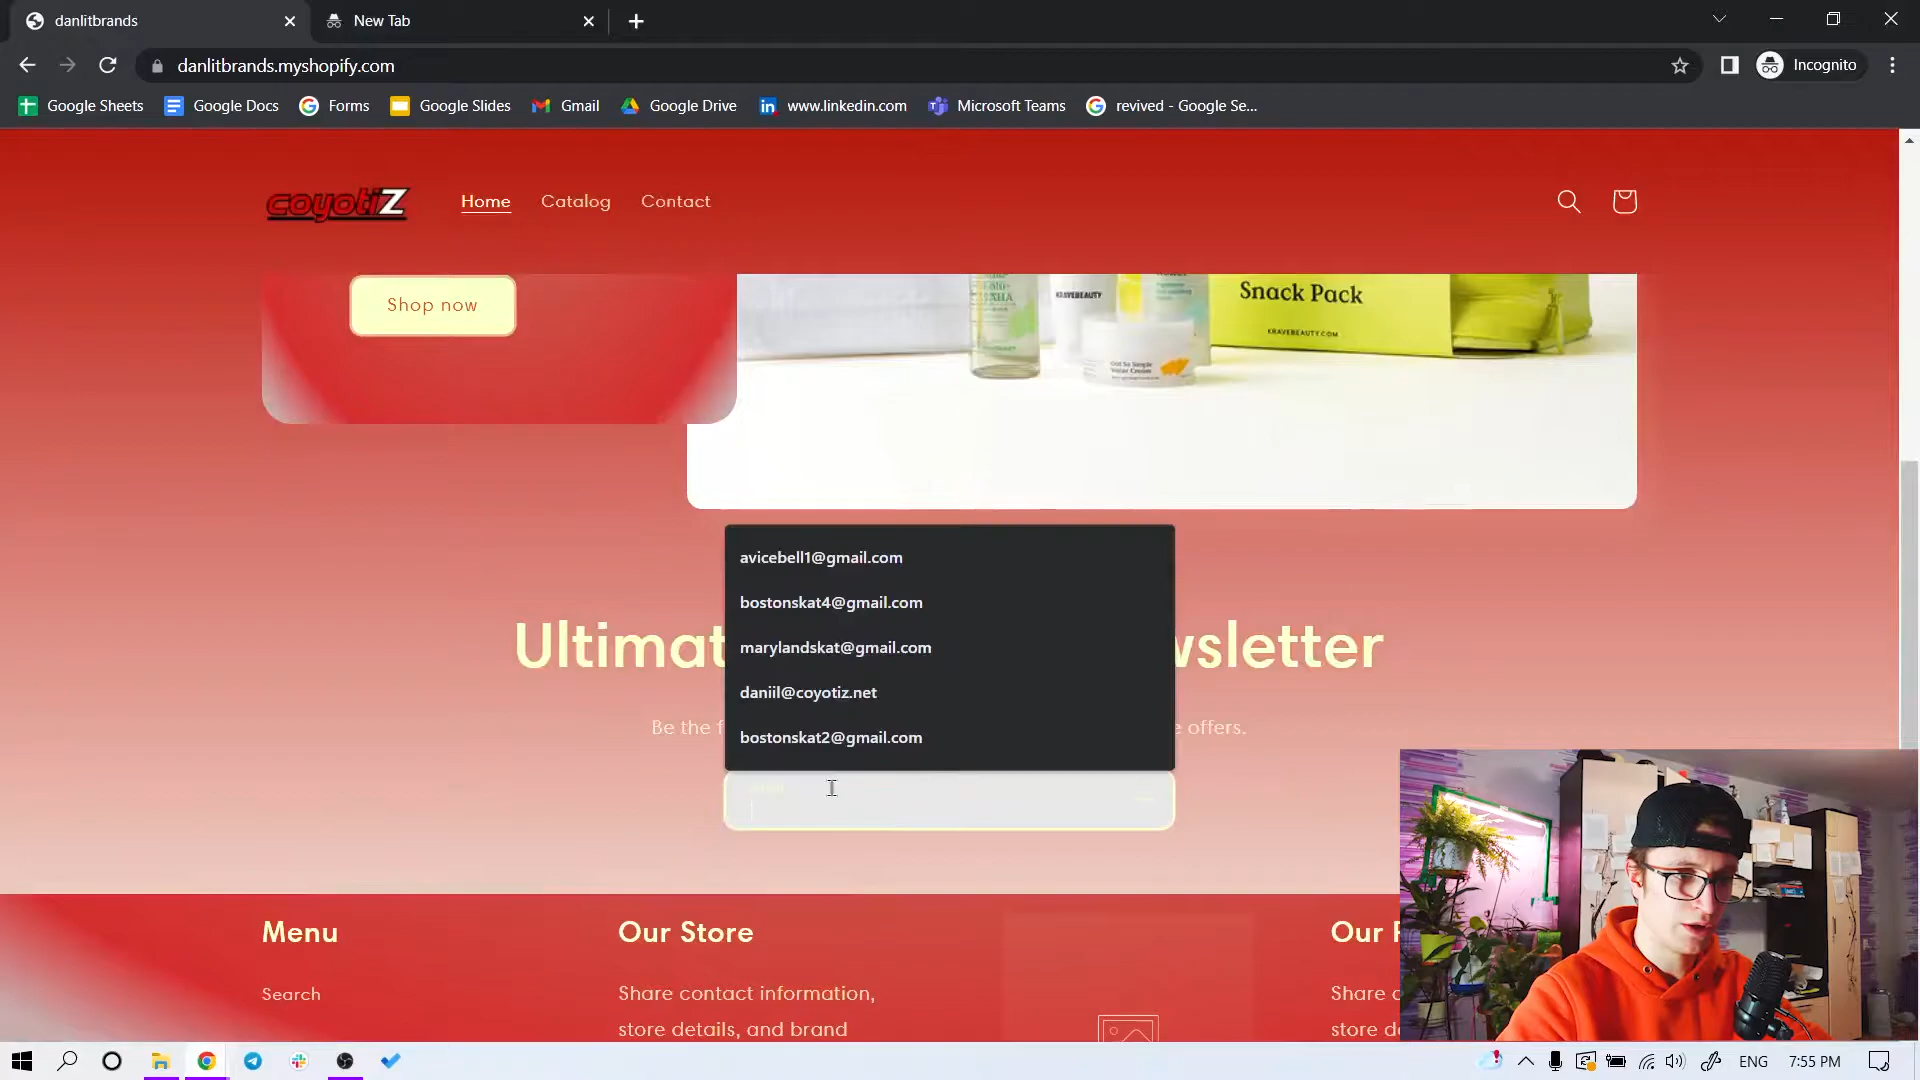 danlitbrands
New Tab
danlitbrands.myshopify.com
Incognito
Google Sheets
Google Docs
Forms
Google Slides
Gmail
Google Drive
www.linkedin.com
Microsoft Teams
revived - Google Se...
coyotiZ
Home
Catalog
Contact
Shop now
KRAVEBEAUTY
Snack Pack
KRAVEBEAUTY.COM
avicebell1@gmail.com
bostonskat4@gmail.com
marylandskat@gmail.com
daniil@coyotiz.net
bostonskat2@gmail.com
Ultimat
wsletter
Be the f
e offers.
Menu
Our Store
Search
Share contact information,
store details, and brand
ENG
7:55 PM